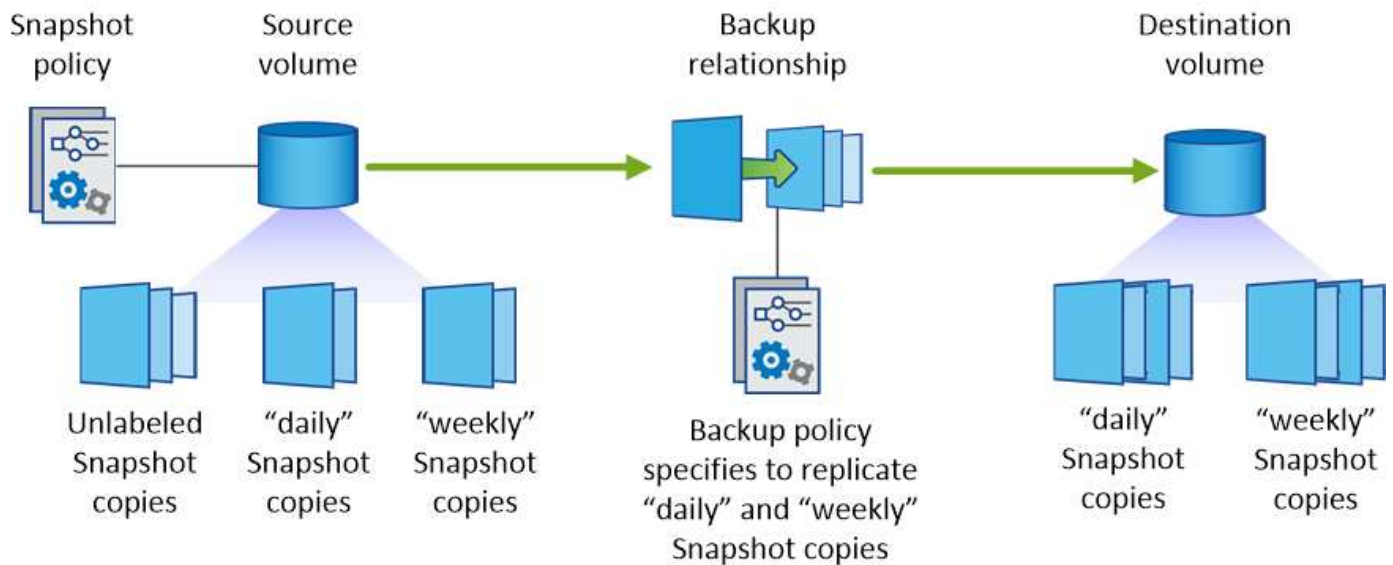 Snapshot
policy
Source
volume
Backup
relationship
Destination
volume
Unlabeled
Snapshot
copies
“daily”
Snapshot
copies
“weekly”
Snapshot
copies
Backup policy
specifies to replicate
“daily” and “weekly”
Snapshot copies
“daily”
Snapshot
copies
“weekly”
Snapshot
copies